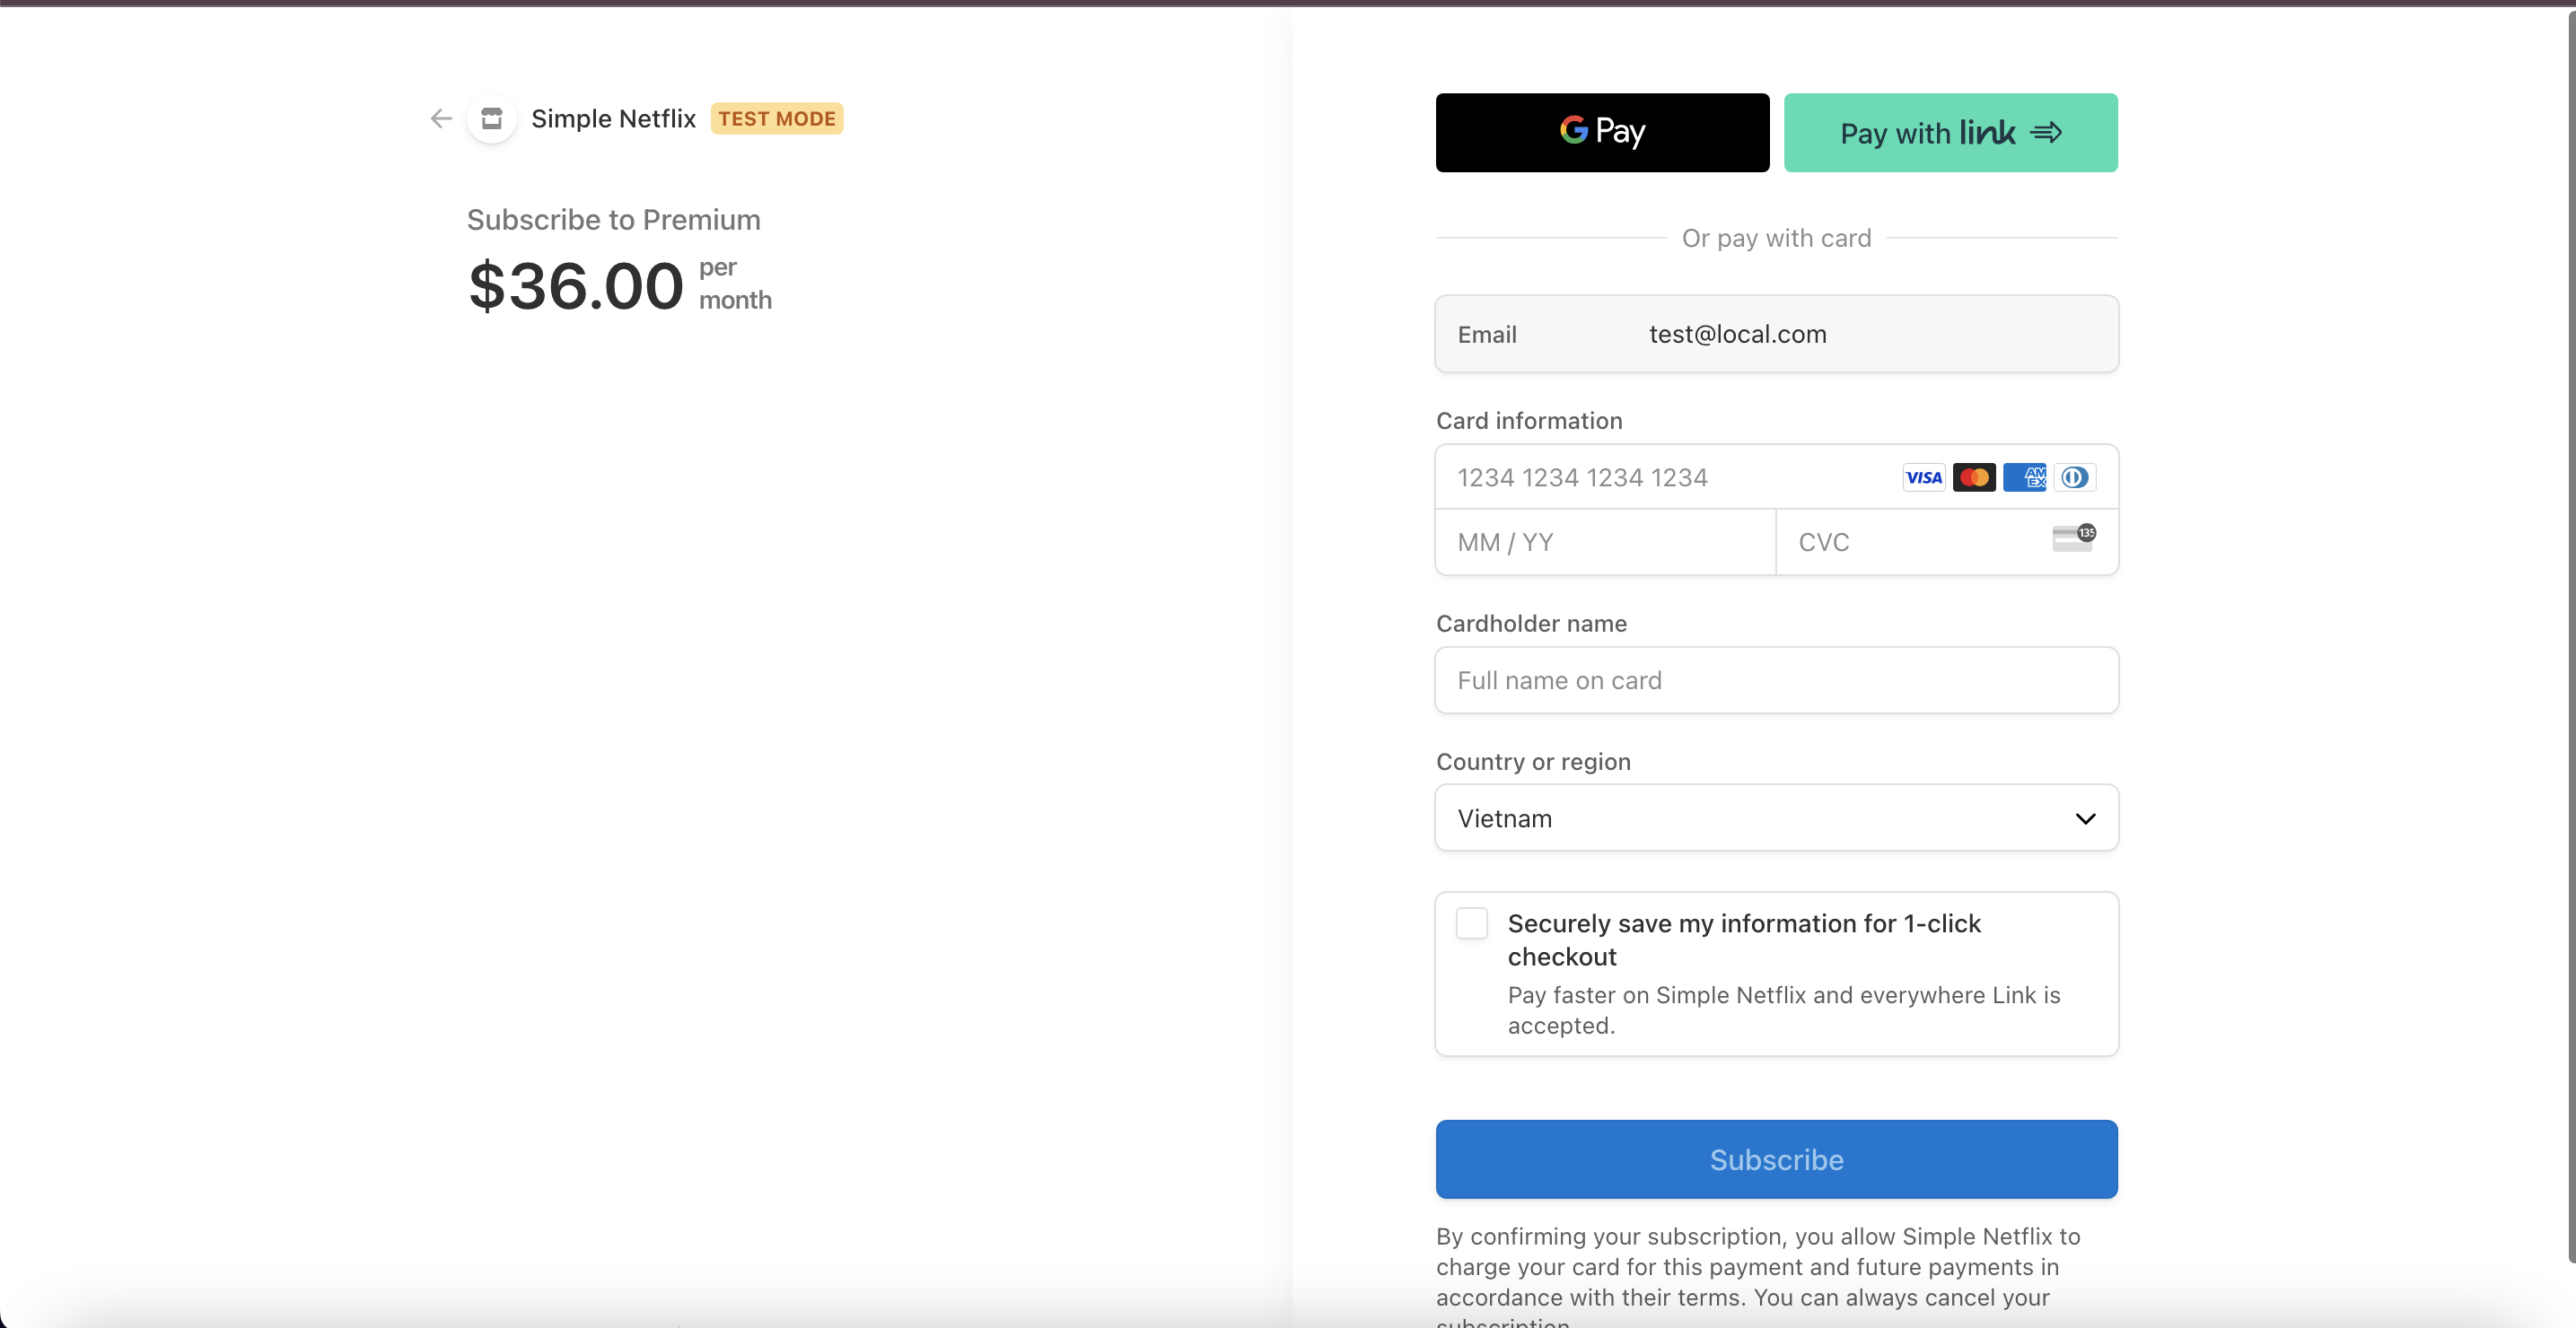 Simple Netflix TEST MODE
Subscribe to Premium
$36.00 per
month
G Pay
Pay with link
Or pay with card
Email test@local.com
Card information
1234 1234 1234 1234 VISA AM
EX
MM / YY CVC 135
Cardholder name
Full name on card
Country or region
Vietnam
Securely save my information for 1-click
checkout
Pay faster on Simple Netflix and everywhere Link is
accepted.
Subscribe
By confirming your subscription, you allow Simple Netflix to
charge your card for this payment and future payments in
accordance with their terms. You can always cancel your
subscription.